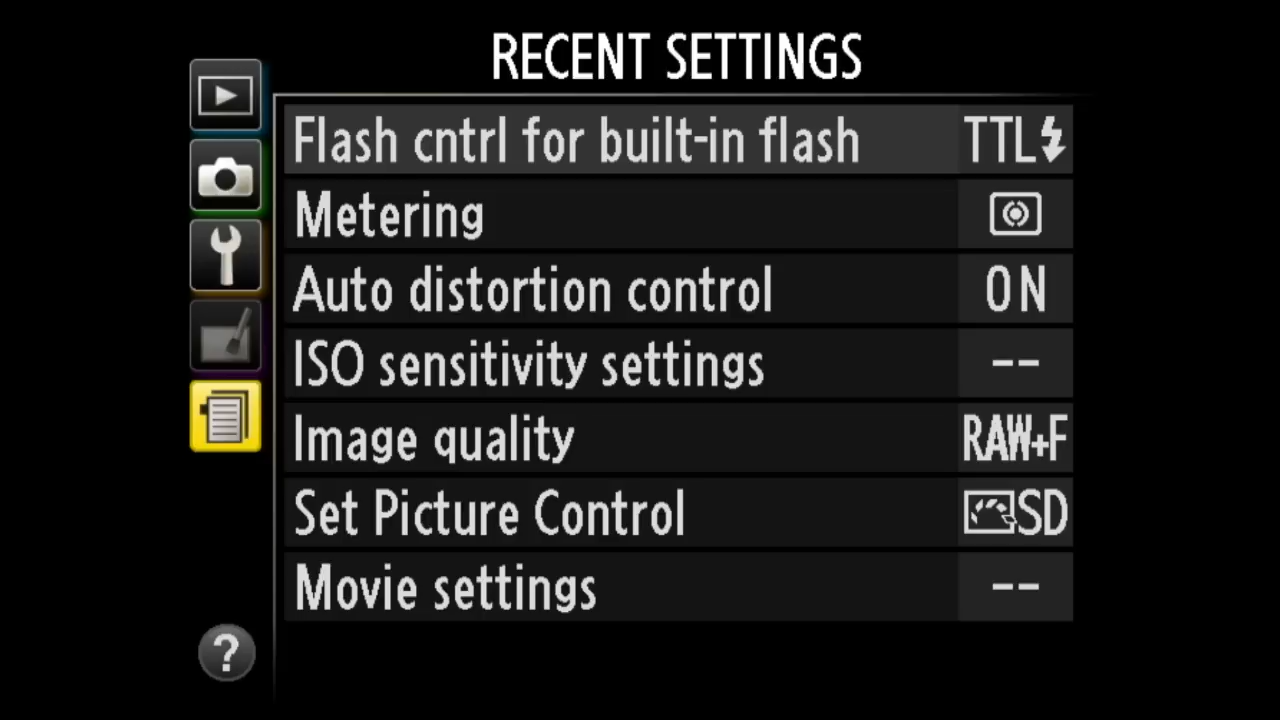 RECENT SETTINGS
Flash cntrl for built-in flash TTL
Metering
Auto distortion control ON
ISO sensitivity settings --
Image quality RAW+F
Set Picture Control SD
Movie settings --
?